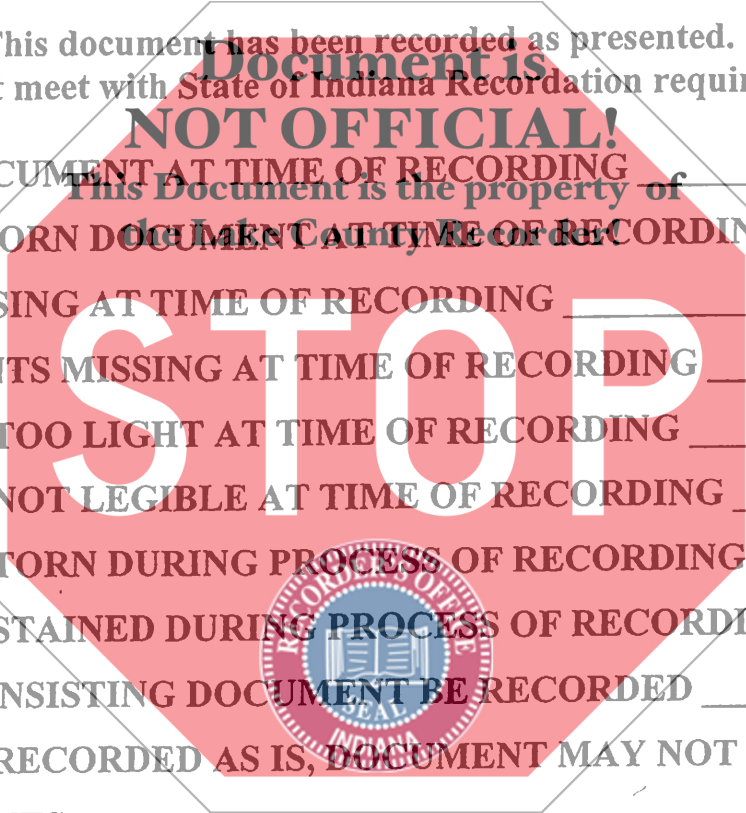 This document has been recorded as presented.
Document is
t meet with State of Indiana Recordation requir
NOT OFFICIAL!
CUMENT AT TIME OF RECORDING
This Document is the property of
ORN DOCUMENT AT TIME OF RECORDIN
the Lake County Recorder!
SING AT TIME OF RECORDING
STOP
NTS MISSING AT TIME OF RECORDING
TOO LIGHT AT TIME OF RECORDING
NOT LEGIBLE AT TIME OF RECORDING
TORN DURING PROCESS OF RECORDING
RECORDER'S OFFICE
STAINED DURING PROCESS OF RECORDI
NSISTING DOCUMENT BE RECORDED
SEAL
INDIANA
RECORDED AS IS, DOCUMENT MAY NOT